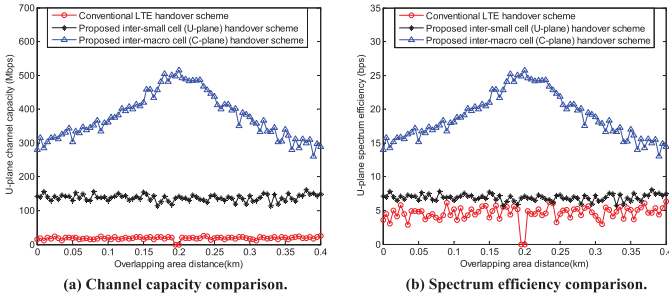 Conventional LTE handover scheme
Proposed inter-small cell (U-plane) handover scheme
Proposed inter-macro cell (C-plane) handover scheme
U-plane channel capacity (Mbps)
700
600
500
400
300
200
100
0
0 0.05 0.1 0.15 0.2 0.25 0.3 0.35 0.4
Overlapping area distance(km)
(a) Channel capacity comparison.
Conventional LTE handover scheme
Proposed inter-small cell (U-plane) handover scheme
Proposed inter-macro cell (C-plane) handover scheme
U-plane spectrum efficiency (bps)
35
30
25
20
15
10
5
0
0 0.05 0.1 0.15 0.2 0.25 0.3 0.35 0.4
Overlapping area distance(km)
(b) Spectrum efficiency comparison.